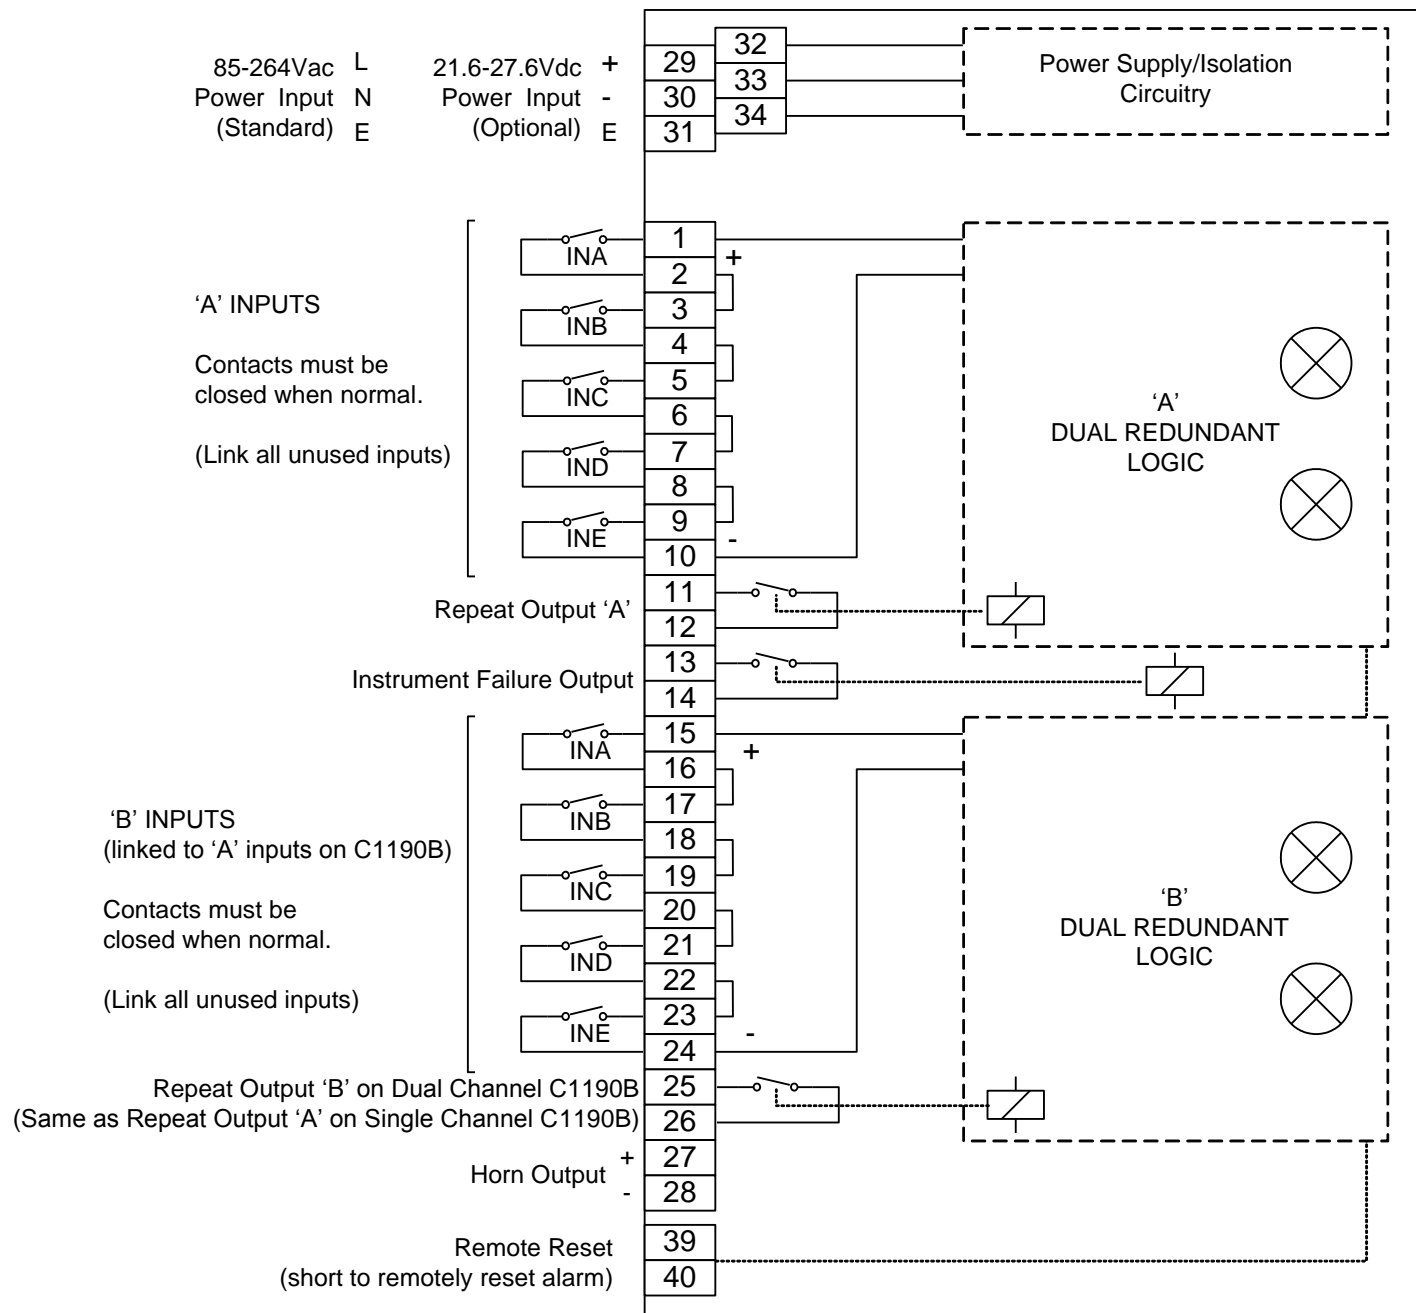 85-264Vac L
Power Input N
(Standard) E
21.6-27.6Vdc +
Power Input -
(Optional) E
29
30
31
32
33
34
Power Supply/Isolation
Circuitry
‘A’ INPUTS
Contacts must be
closed when normal.
(Link all unused inputs)
INA
INB
INC
IND
INE
1
2
3
4
5
6
7
8
9
10
+
-
‘A’
DUAL REDUNDANT
LOGIC
Repeat Output ‘A’
11
12
Instrument Failure Output
13
14
‘B’ INPUTS
(linked to ‘A’ inputs on C1190B)
Contacts must be
closed when normal.
(Link all unused inputs)
INA
INB
INC
IND
INE
15
16
17
18
19
20
21
22
23
24
+
-
‘B’
DUAL REDUNDANT
LOGIC
Repeat Output ‘B’ on Dual Channel C1190B
(Same as Repeat Output ‘A’ on Single Channel C1190B)
25
26
Horn Output
+
-
27
28
Remote Reset
(short to remotely reset alarm)
39
40